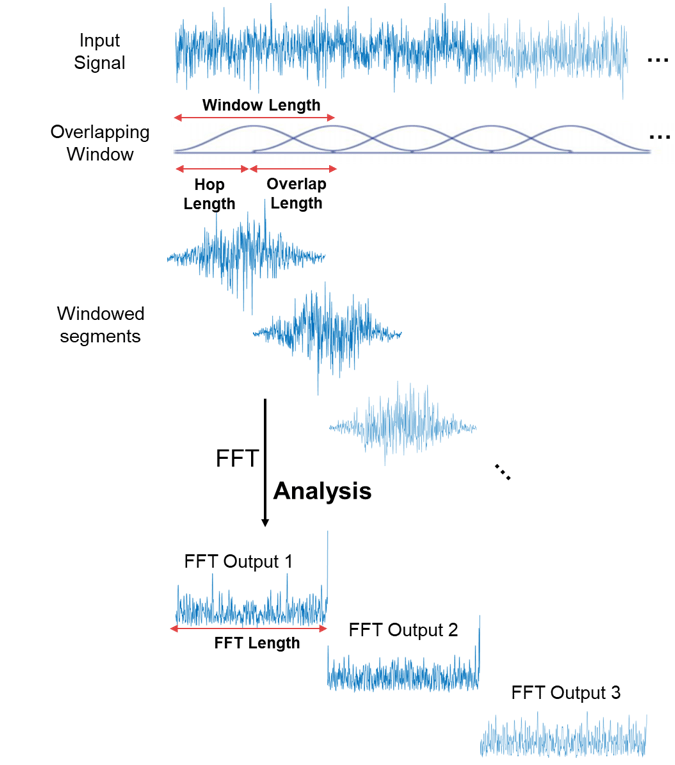 Input
Signal
...
Window Length
Overlapping
Window
...
Hop
Length
Overlap
Length
Windowed
segments
...
FFT
Analysis
FFT Output 1
FFT Length
FFT Output 2
FFT Output 3